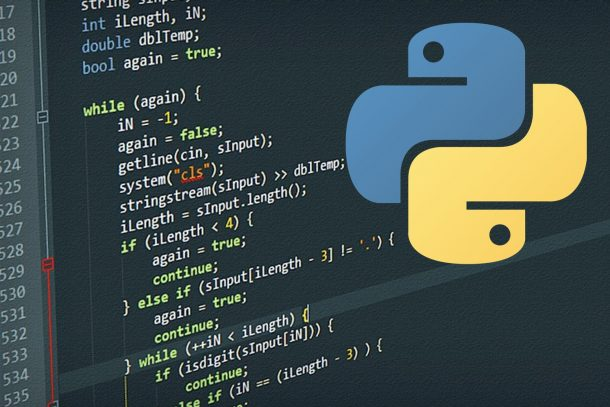 17 string sInput;
18 int iLength, iN;
19 double dblTemp;
20 bool again = true;
21
522 while (again) {
523 iN = -1;
524 again = false;
525 getline(cin, sInput);
526 system("cls");
527 stringstream(sInput) >> dblTemp;
528 iLength = sInput.length();
529 if (iLength < 4) {
530 again = true;
531 continue;
532 } else if (sInput[iLength - 3] != '.') {
533 again = true;
534 continue;
535 } while (++iN < iLength) {
if (isdigit(sInput[iN])) {
continue;
else if (iN == (iLength - 3) ) {